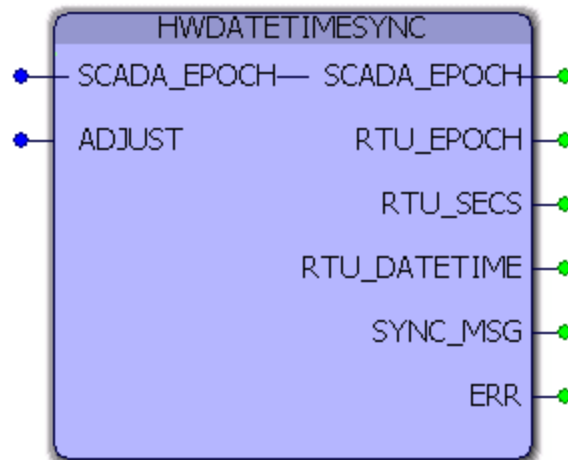 HWDATETIMESYNC
SCADA_EPOCH SCADA_EPOCH
ADJUST RTU_EPOCH
RTU_SECS
RTU_DATETIME
SYNC_MSG
ERR